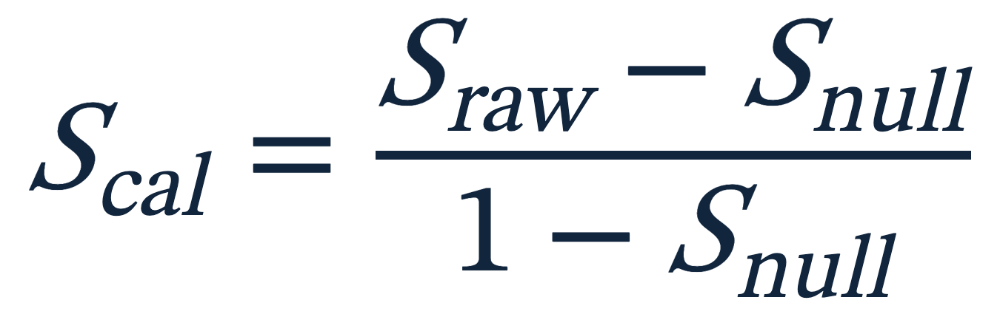 S_cal = (S_raw − S_null) / (1 − S_null)